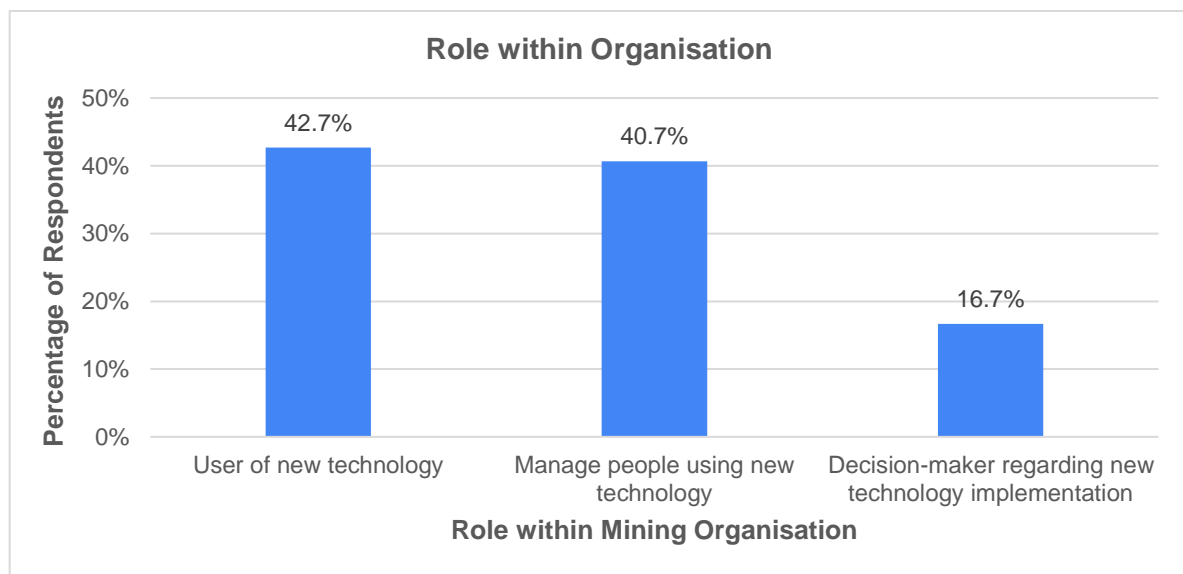 Role within Organisation
Percentage of Respondents
50%
40%
30%
20%
10%
0%
42.7%
40.7%
16.7%
User of new technology
Manage people using new
technology
Decision-maker regarding new
technology implementation
Role within Mining Organisation